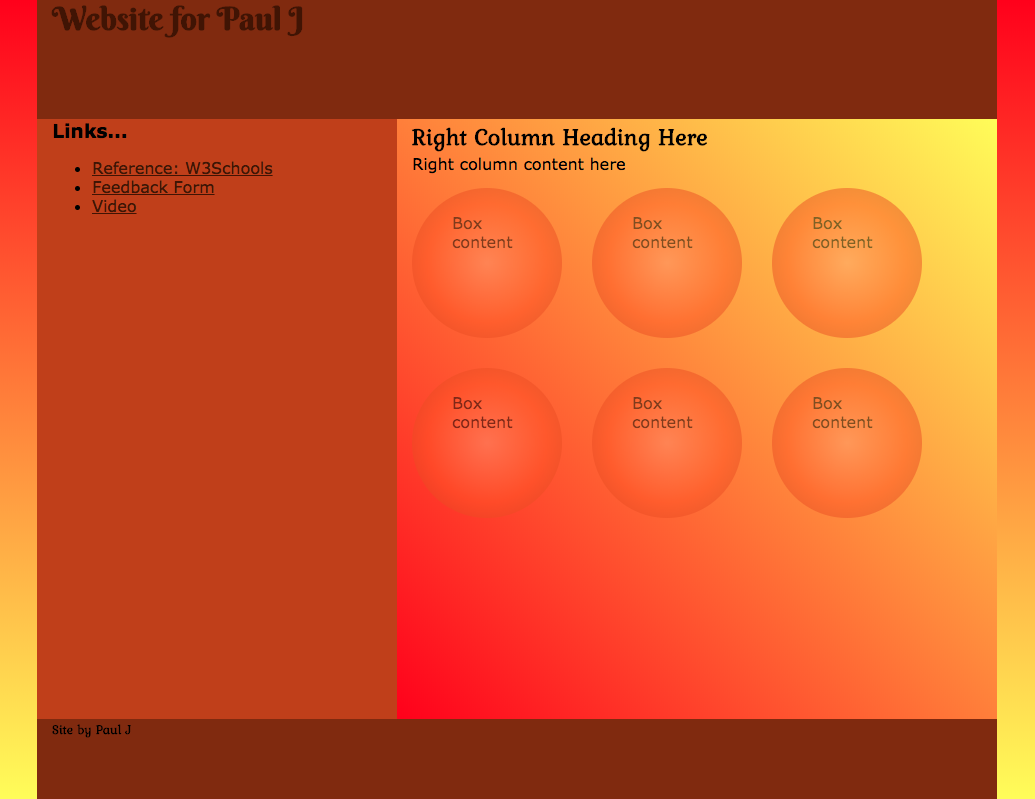 Website for Paul J
Links...
Reference: W3Schools
Feedback Form
Video
Right Column Heading Here
Right column content here
Box
content
Box
content
Box
content
Box
content
Box
content
Box
content
Site by Paul J